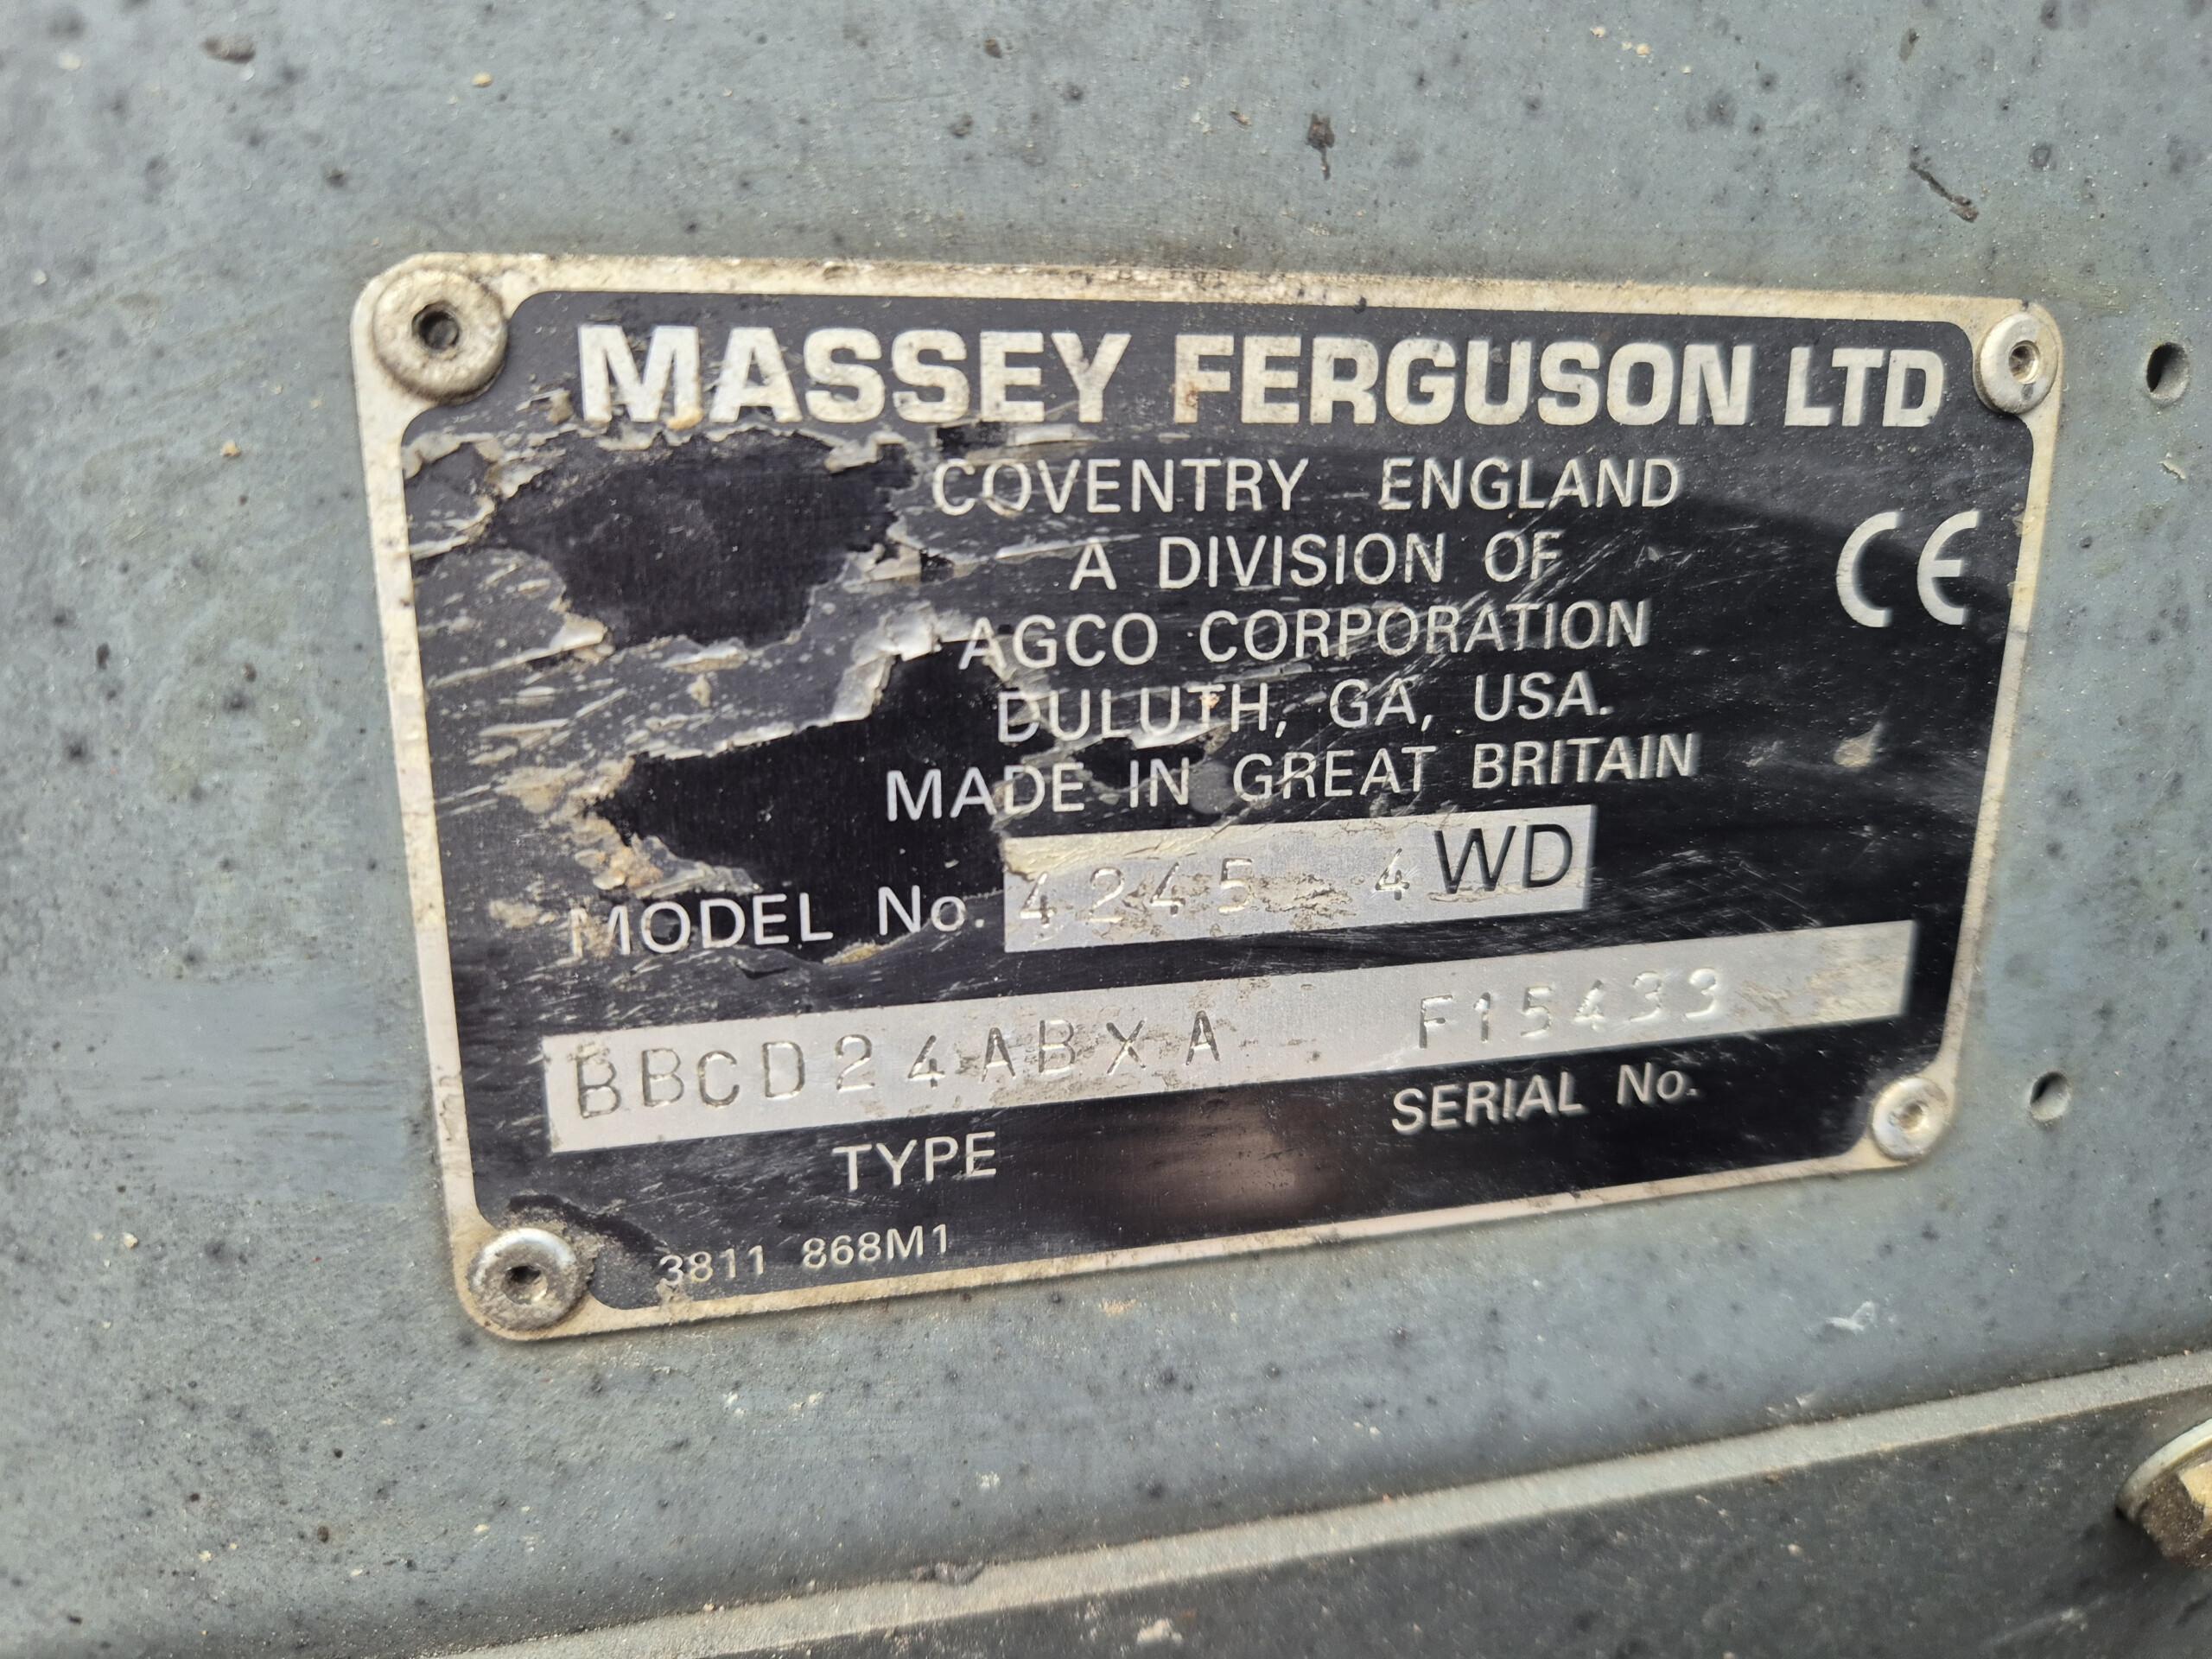 MASSEY FERGUSON LTD
COVENTRY ENGLAND
A DIVISION OF
AGCO CORPORATION
DULUTH, GA, USA.
MADE IN GREAT BRITAIN
CE
MODEL No. 4245 4WD
BBCD24ABXA F15433
TYPE SERIAL No.
3811 868M1